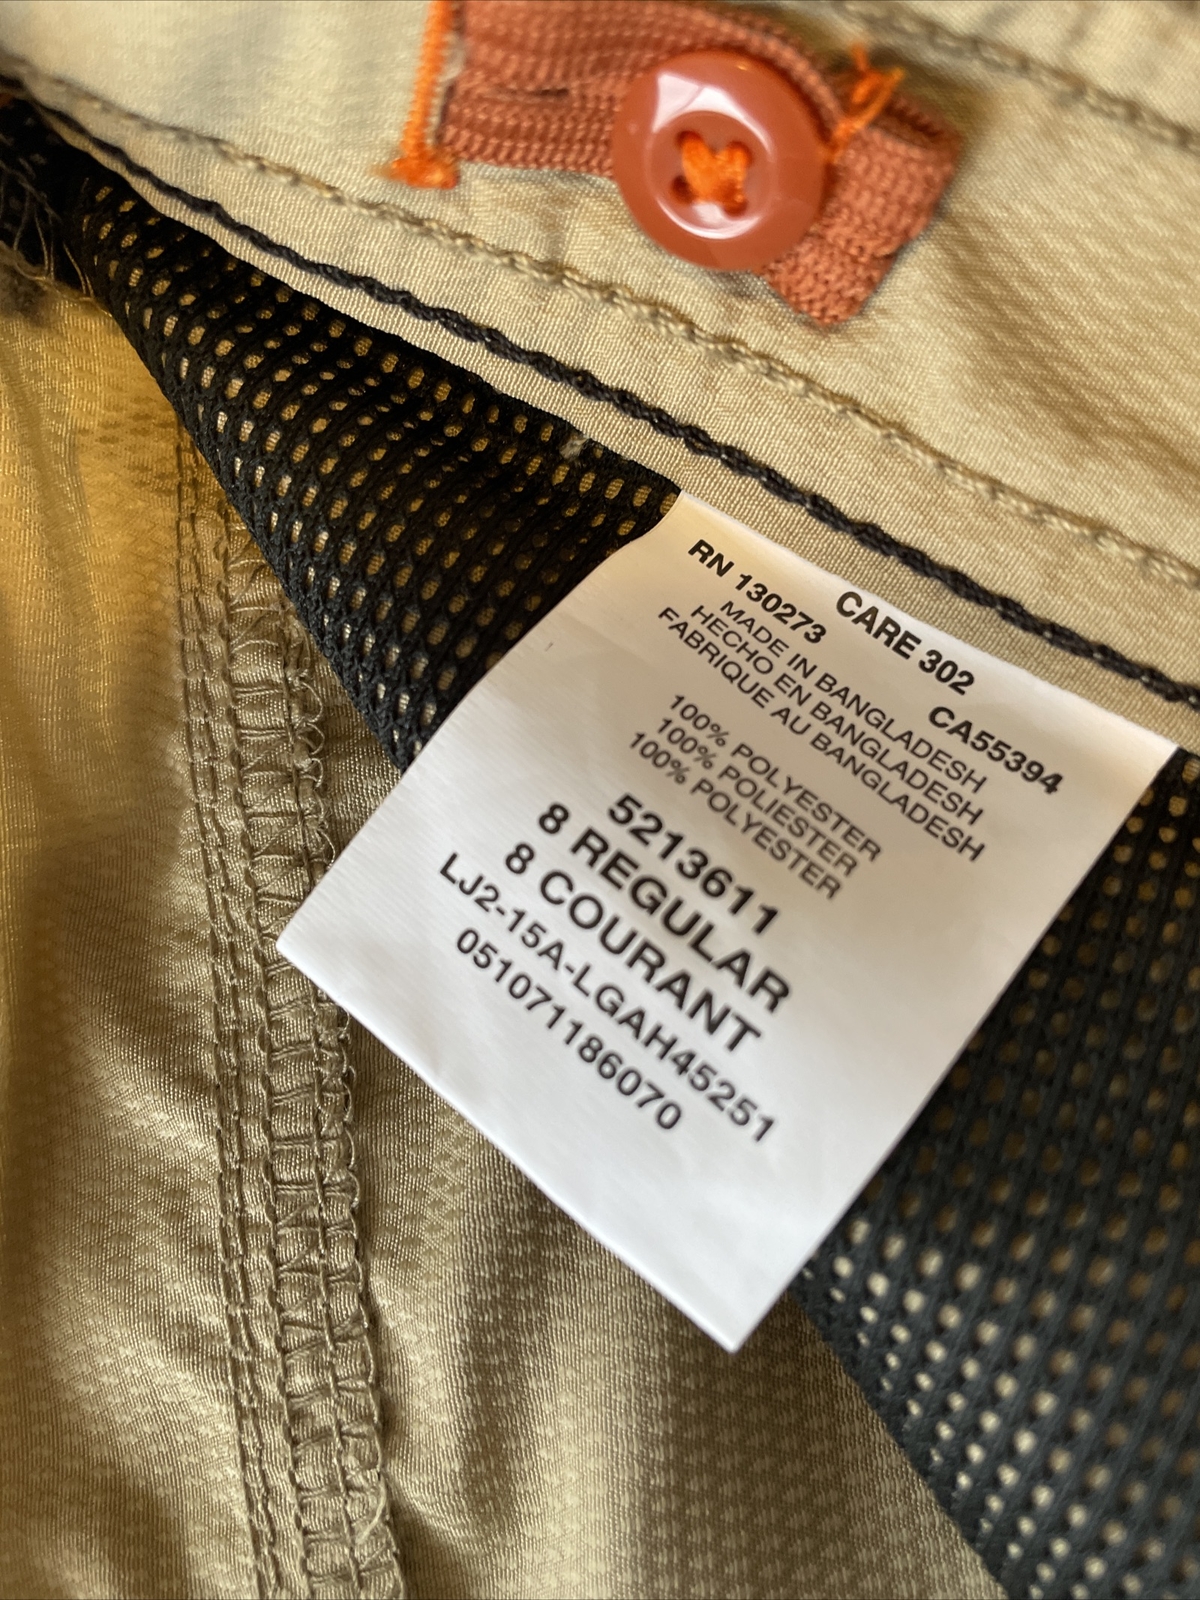 CARE 302
RN 130273 CA55394
MADE IN BANGLADESH
HECHO EN BANGLADESH
FABRIQUE AU BANGLADESH
100% POLYESTER
100% POLIESTER
100% POLYESTER
5213611
8 REGULAR
8 COURANT
LJ2-15A-LGAH45251
051071186070